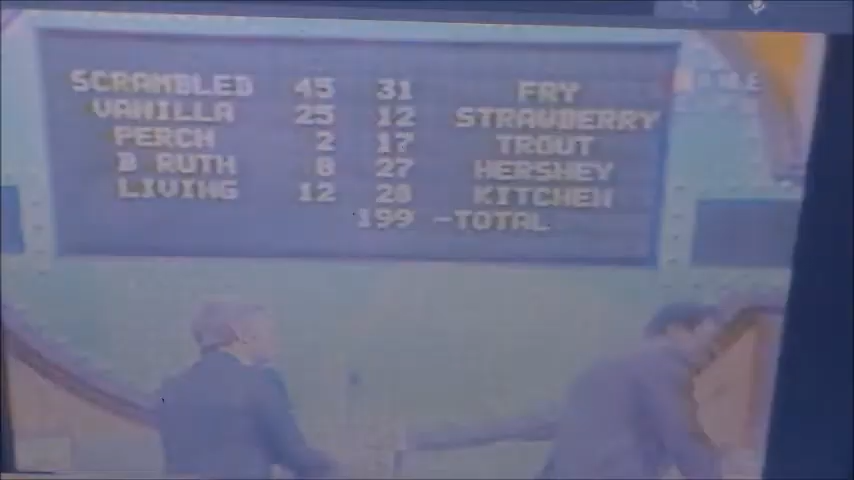 SCRAMBLED 45 31 FRY
VANILLA 25 12 STRAWBERRY
PERCH 2 17 TROUT
B RUTH 8 27 HERSHEY
LIVING 12 20 KITCHEN
199 -TOTAL